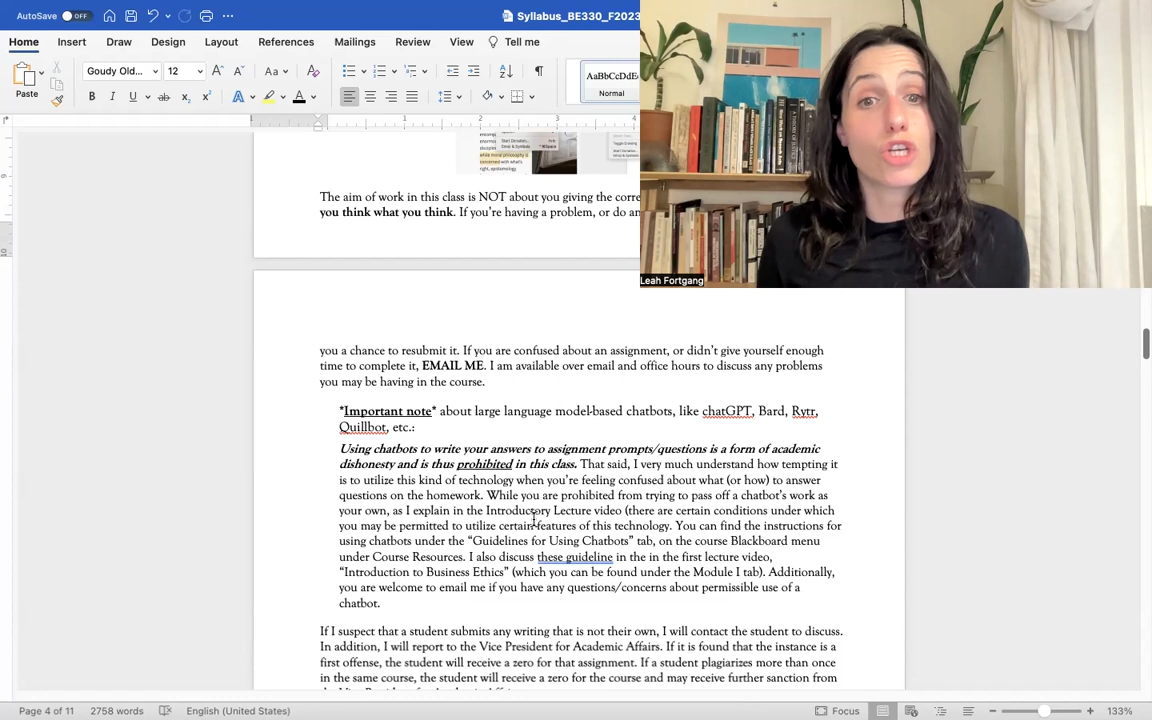 AutoSave OFF
Syllabus_BE330_F2023
Home Insert Draw Design Layout References Mailings Review View Tell me
Paste
Goudy Old... 12
AaBbCcDdEe
Normal
1 2 3 4
The aim of work in this class is NOT about you giving the corre
you think what you think. If you're having a problem, or do an
Leah Fortgang
you a chance to resubmit it. If you are confused about an assignment, or didn't give yourself enough
time to complete it, EMAIL ME. I am available over email and office hours to discuss any problems
you may be having in the course.
*Important note* about large language model-based chatbots, like chatGPT, Bard, Rytr,
Quillbot, etc.:
Using chatbots to write your answers to assignment prompts/questions is a form of academic
dishonesty and is thus prohibited in this class. That said, I very much understand how tempting it
is to utilize this kind of technology when you're feeling confused about what (or how) to answer
questions on the homework. While you are prohibited from trying to pass off a chatbot's work as
your own, as I explain in the Introductory Lecture video (there are certain conditions under which
you may be permitted to utilize certain features of this technology. You can find the instructions for
using chatbots under the “Guidelines for Using Chatbots” tab, on the course Blackboard menu
under Course Resources. I also discuss these guideline in the in the first lecture video,
“Introduction to Business Ethics” (which you can be found under the Module I tab). Additionally,
you are welcome to email me if you have any questions/concerns about permissible use of a
chatbot.
If I suspect that a student submits any writing that is not their own, I will contact the student to discuss.
In addition, I will report to the Vice President for Academic Affairs. If it is found that the instance is a
first offense, the student will receive a zero for that assignment. If a student plagiarizes more than once
in the same course, the student will receive a zero for the course and may receive further sanction from
Page 4 of 11 2758 words English (United States) Focus 133%